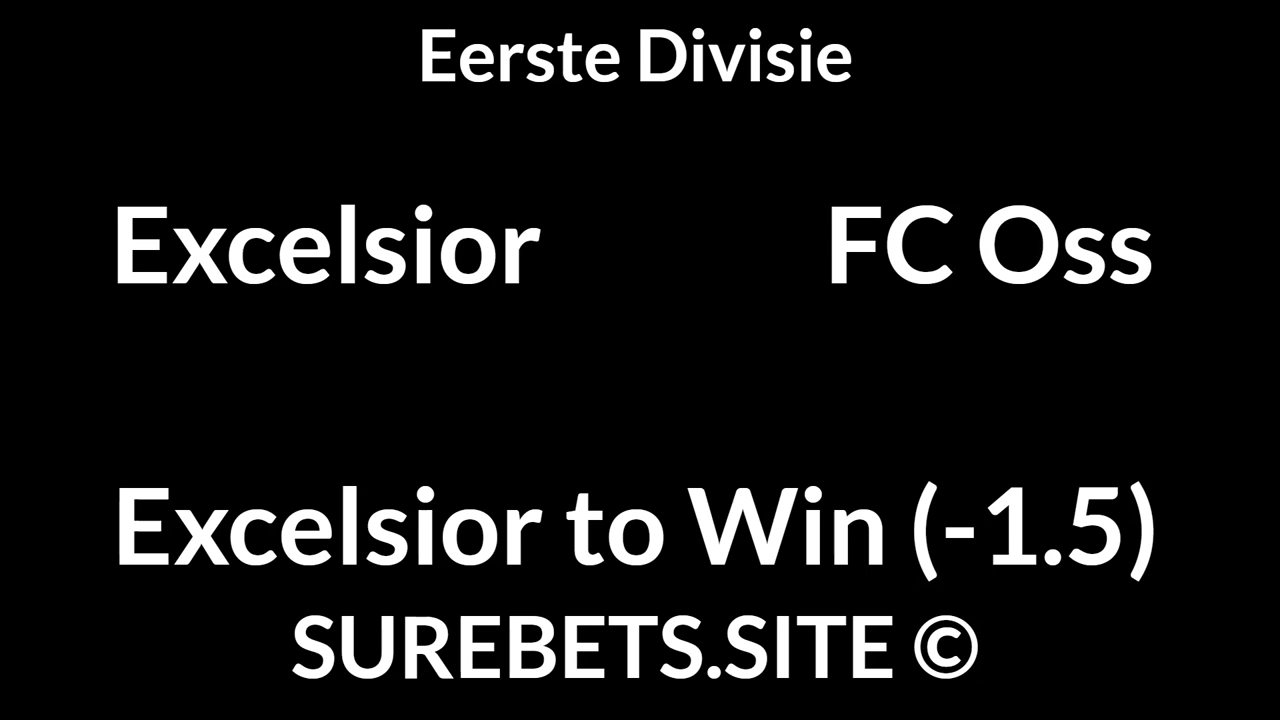 Eerste Divisie
Excelsior FC Oss
Excelsior to Win (-1.5)
SUREBETS.SITE ©